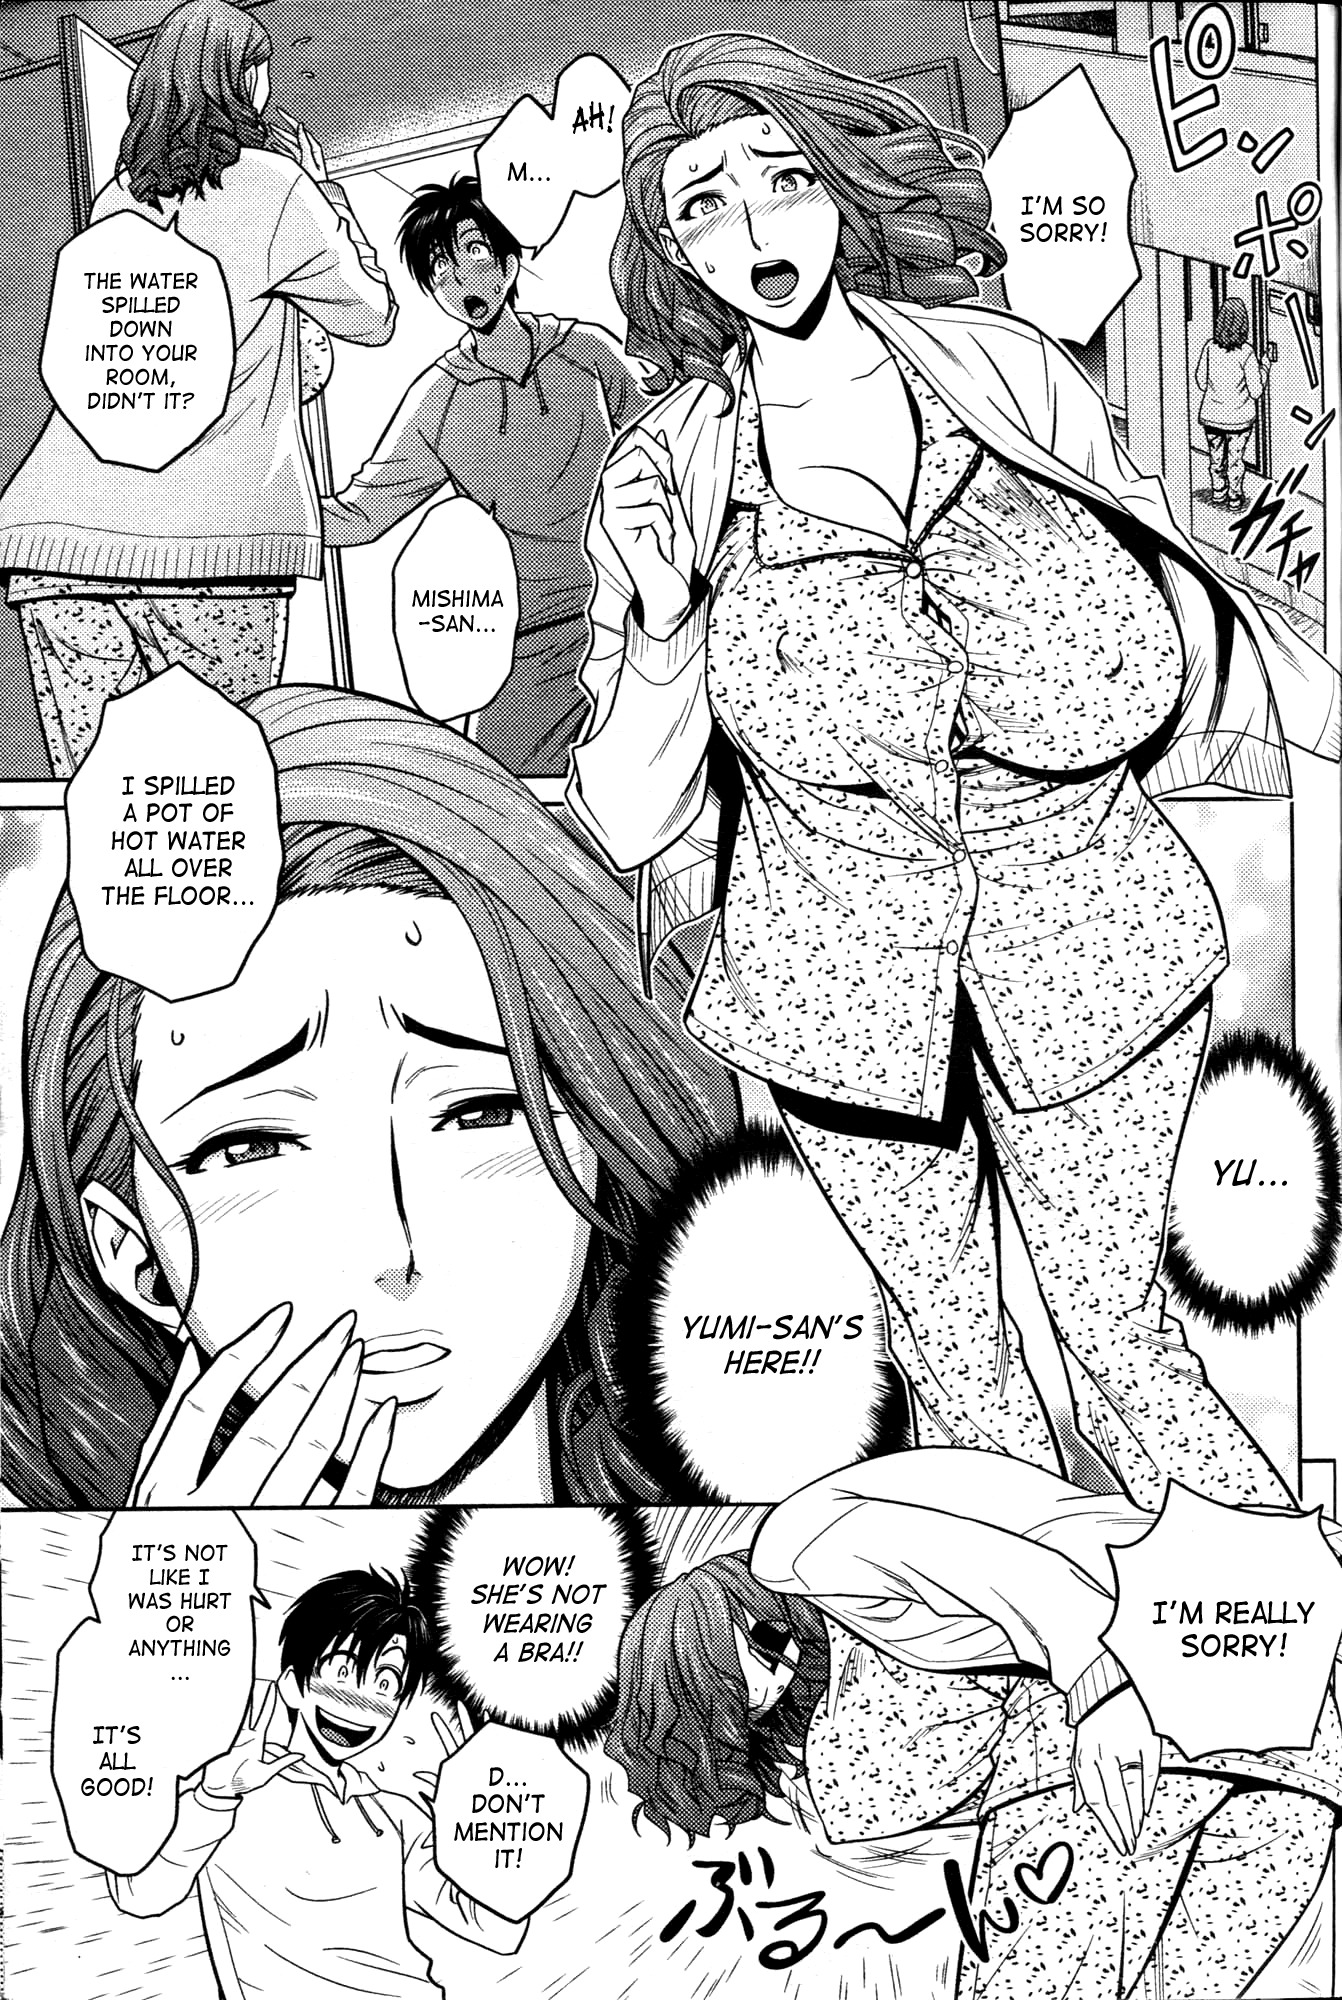 ピンポーン
ガチャ
I'M SO
SORRY!
AH!
M...
MISHIMA
-SAN...
THE WATER
SPILLED
DOWN
INTO YOUR
ROOM,
DIDN'T IT?
YU...
YUMI-SAN'S
HERE!!
I SPILLED
A POT OF
HOT WATER
ALL OVER
THE FLOOR...
I'M REALLY
SORRY!
ぶる〜ん♡
WOW!
SHE'S NOT
WEARING
A BRA!!
D...
DON'T
MENTION
IT!
IT'S NOT
LIKE I
WAS HURT
OR
ANYTHING
...
IT'S
ALL
GOOD!